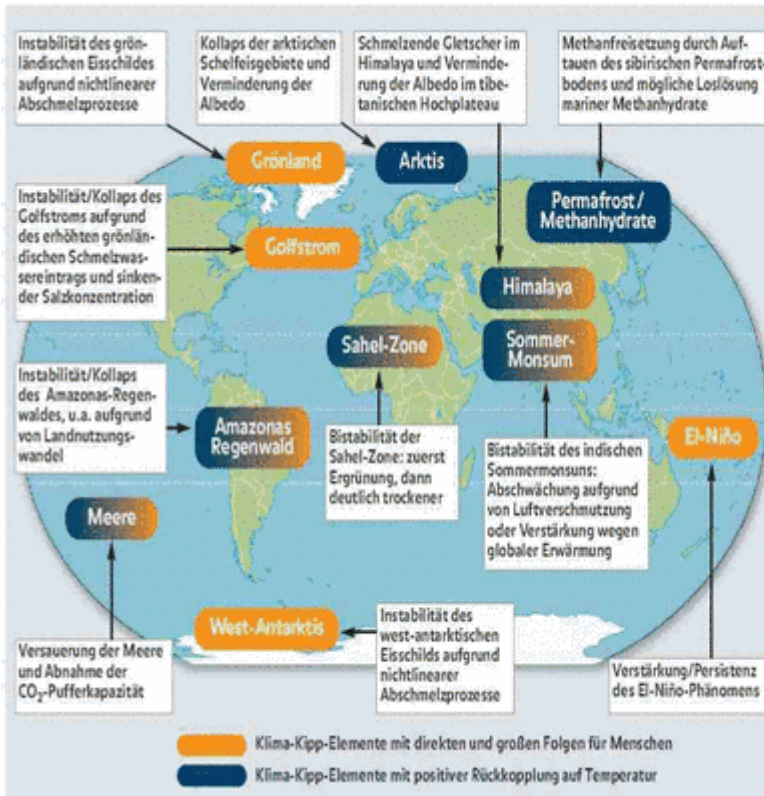 Instabilität des grön-
ländischen Eisschildes
aufgrund nichtlinearer
Abschmelzprozesse
Kollaps der arktischen
Schelfeisgebiete und
Verminderung der
Albedo
Schmelzende Gletscher im
Himalaya und Verminde-
rung der Albedo im tibe-
tanischen Hochplateau
Methanfreisetzung durch Auf-
tauen des sibirischen Permafrost-
bodens und mögliche Loslösung
mariner Methanhydrate
Grönland
Arktis
Permafrost/
Methanhydrate
Instabilität/Kollaps des
Golfstroms aufgrund
des erhöhten grönlän-
dischen Schmelzwas-
sereintrags und sinken-
der Salzkonzentration
Golfstrom
Himalaya
Sahel-Zone
Sommer-
Monsum
Instabilität/Kollaps
des Amazonas-Regen-
waldes, u.a. aufgrund
von Landnutzungs-
wandel
Amazonas
Regenwald
Bistabilität der
Sahel-Zone: zuerst
Ergrünung, dann
deutlich trockener
Bistabilität des indischen
Sommermonsuns:
Abschwächung aufgrund
von Luftverschmutzung
oder Verstärkung wegen
globaler Erwärmung
El-Niño
Meere
West-Antarktis
Instabilität des
west-antarktischen
Eisschilds aufgrund
nichtlinearer
Abschmelzprozesse
Versauerung der Meere
und Abnahme der
CO₂-Pufferkapazität
Verstärkung/Persistenz
des El-Niño-Phänomens
Klima-Kipp-Elemente mit direkten und großen Folgen für Menschen
Klima-Kipp-Elemente mit positiver Rückkopplung auf Temperatur